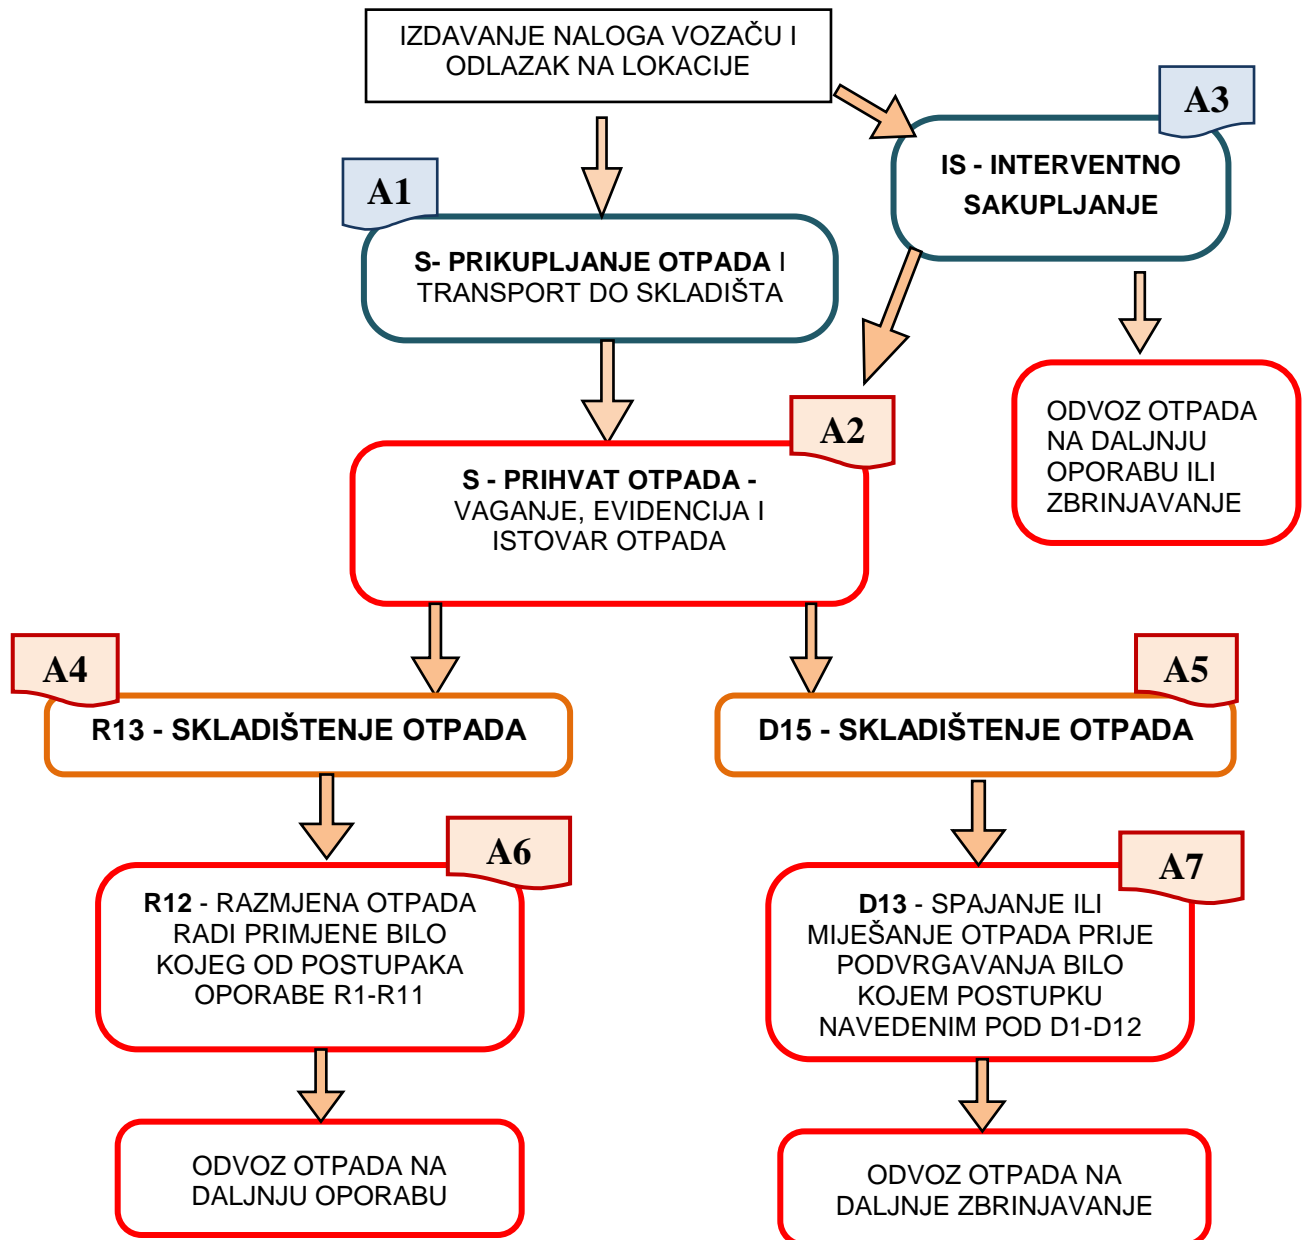 IZDAVANJE NALOGA VOZAČU I
ODLAZAK NA LOKACIJE
A3
IS - INTERVENTNO
SAKUPLJANJE
A1
S- PRIKUPLJANJE OTPADA I
TRANSPORT DO SKLADIŠTA
ODVOZ OTPADA
NA DALJNJU
OPORABU ILI
ZBRINJAVANJE
A2
S - PRIHVAT OTPADA -
VAGANJE, EVIDENCIJA I
ISTOVAR OTPADA
A4
R13 - SKLADIŠTENJE OTPADA
A5
D15 - SKLADIŠTENJE OTPADA
A6
R12 - RAZMJENA OTPADA
RADI PRIMJENE BILO
KOJEG OD POSTUPAKA
OPORABE R1-R11
A7
D13 - SPAJANJE ILI
MIJEŠANJE OTPADA PRIJE
PODVRGAVANJA BILO
KOJEM POSTUPKU
NAVEDENIM POD D1-D12
ODVOZ OTPADA NA
DALJNJU OPORABU
ODVOZ OTPADA NA
DALJNJE ZBRINJAVANJE